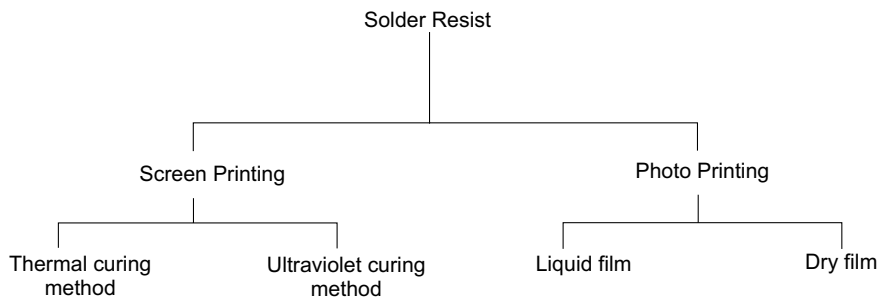 Solder Resist
Screen Printing
Photo Printing
Thermal curing
method
Ultraviolet curing
method
Liquid film
Dry film